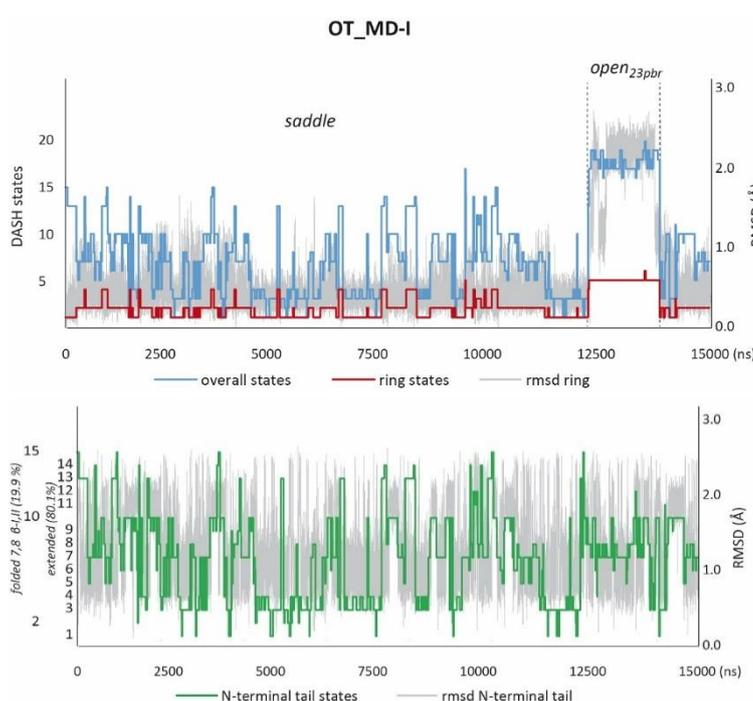 OT_MD-I
open23pbr
saddle
DASH states
20
15
10
5
3.0
2.0
1.0
0.0
0 2500 5000 7500 10000 12500 15000 (ns)
overall states ring states rmsd ring
folded 7,8 β-I,II (19.9 %)
extended (80.1%)
15
10
2
14
13
12
11
9
8
7
6
5
4
3
1
3.0
2.0
1.0
0.0
RMSD (Å)
0 2500 5000 7500 10000 12500 15000 (ns)
N-terminal tail states rmsd N-terminal tail